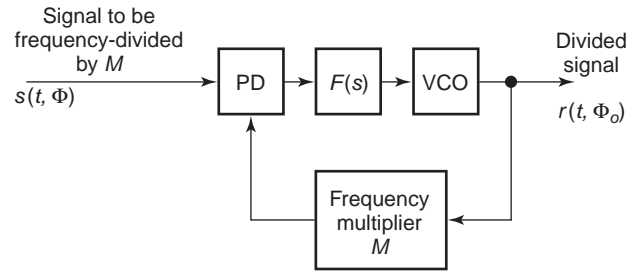 Signal to be
frequency-divided
by M
s(t, Φ)
PD
F(s)
VCO
Divided
signal
r(t, Φₒ)
Frequency
multiplier
M